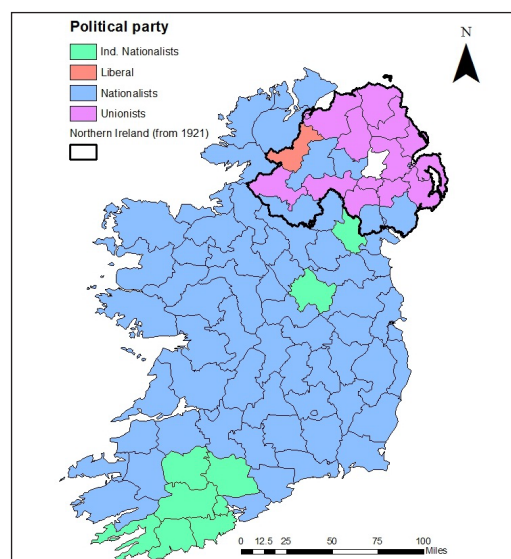 Political party
Ind. Nationalists
Liberal
Nationalists
Unionists
Northern Ireland (from 1921)
N
0 12.5 25 50 75 100
Miles